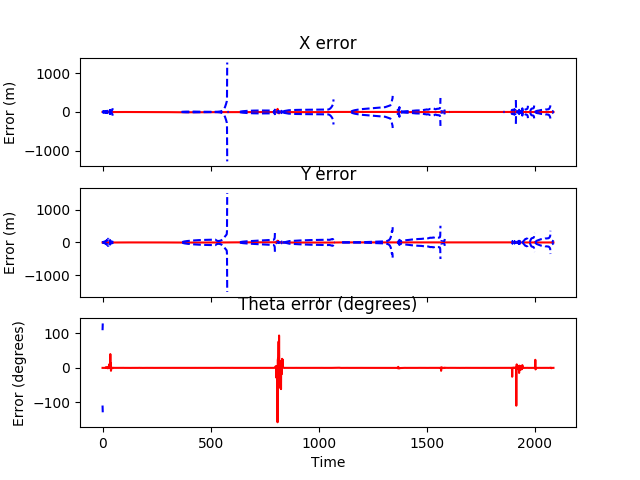 X error
Error (m)
1000
0
−1000
Y error
Error (m)
1000
0
−1000
Theta error (degrees)
Error (degrees)
100
0
−100
0
500
1000
1500
2000
Time